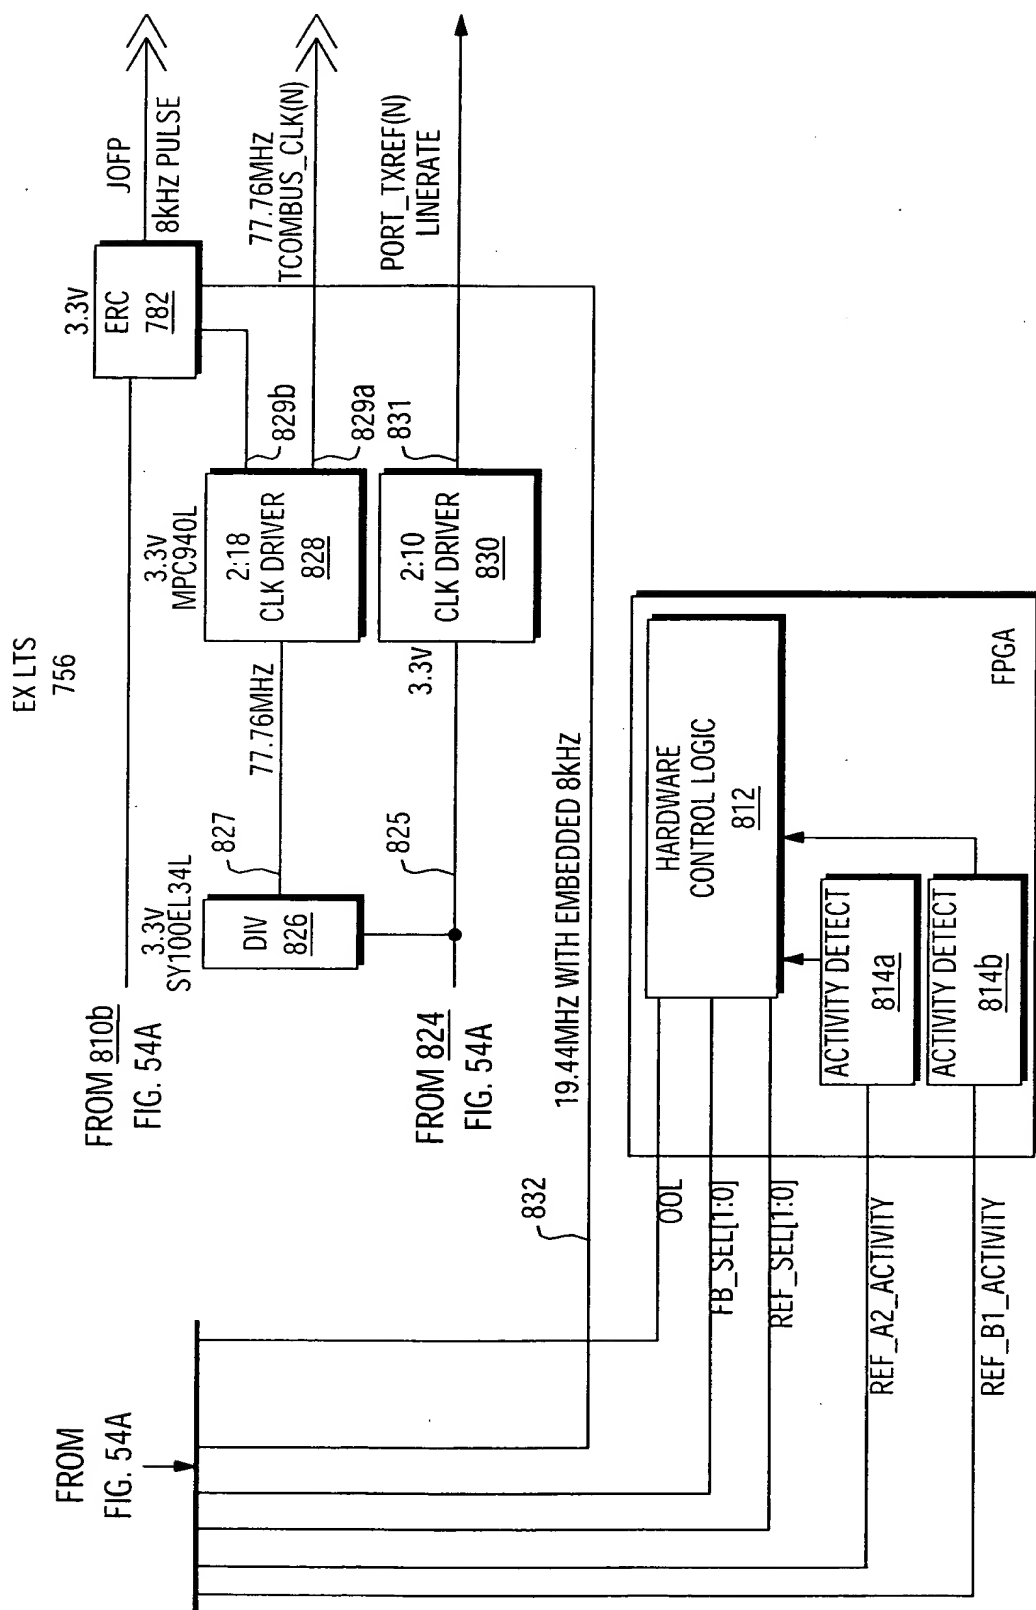 EX LTS
756
FROM 810b
FIG. 54A
3.3V
ERC
782
JOFP
8kHZ PULSE
3.3V
SY100EL34L
DIV
826
827
77.76MHZ
3.3V
MPC940L
2:18
CLK DRIVER
828
829b
829a
77.76MHZ
TCOMBUS_CLK(N)
FROM 824
FIG. 54A
825
3.3V
2:10
CLK DRIVER
830
831
PORT_TXREF(N)
LINERATE
FROM
FIG. 54A
832
19.44MHZ WITH EMBEDDED 8kHZ
OOL
FB_SEL[1:0]
REF_SEL[1:0]
REF_A2_ACTIVITY
REF_B1_ACTIVITY
HARDWARE
CONTROL LOGIC
812
ACTIVITY DETECT
814a
ACTIVITY DETECT
814b
FPGA